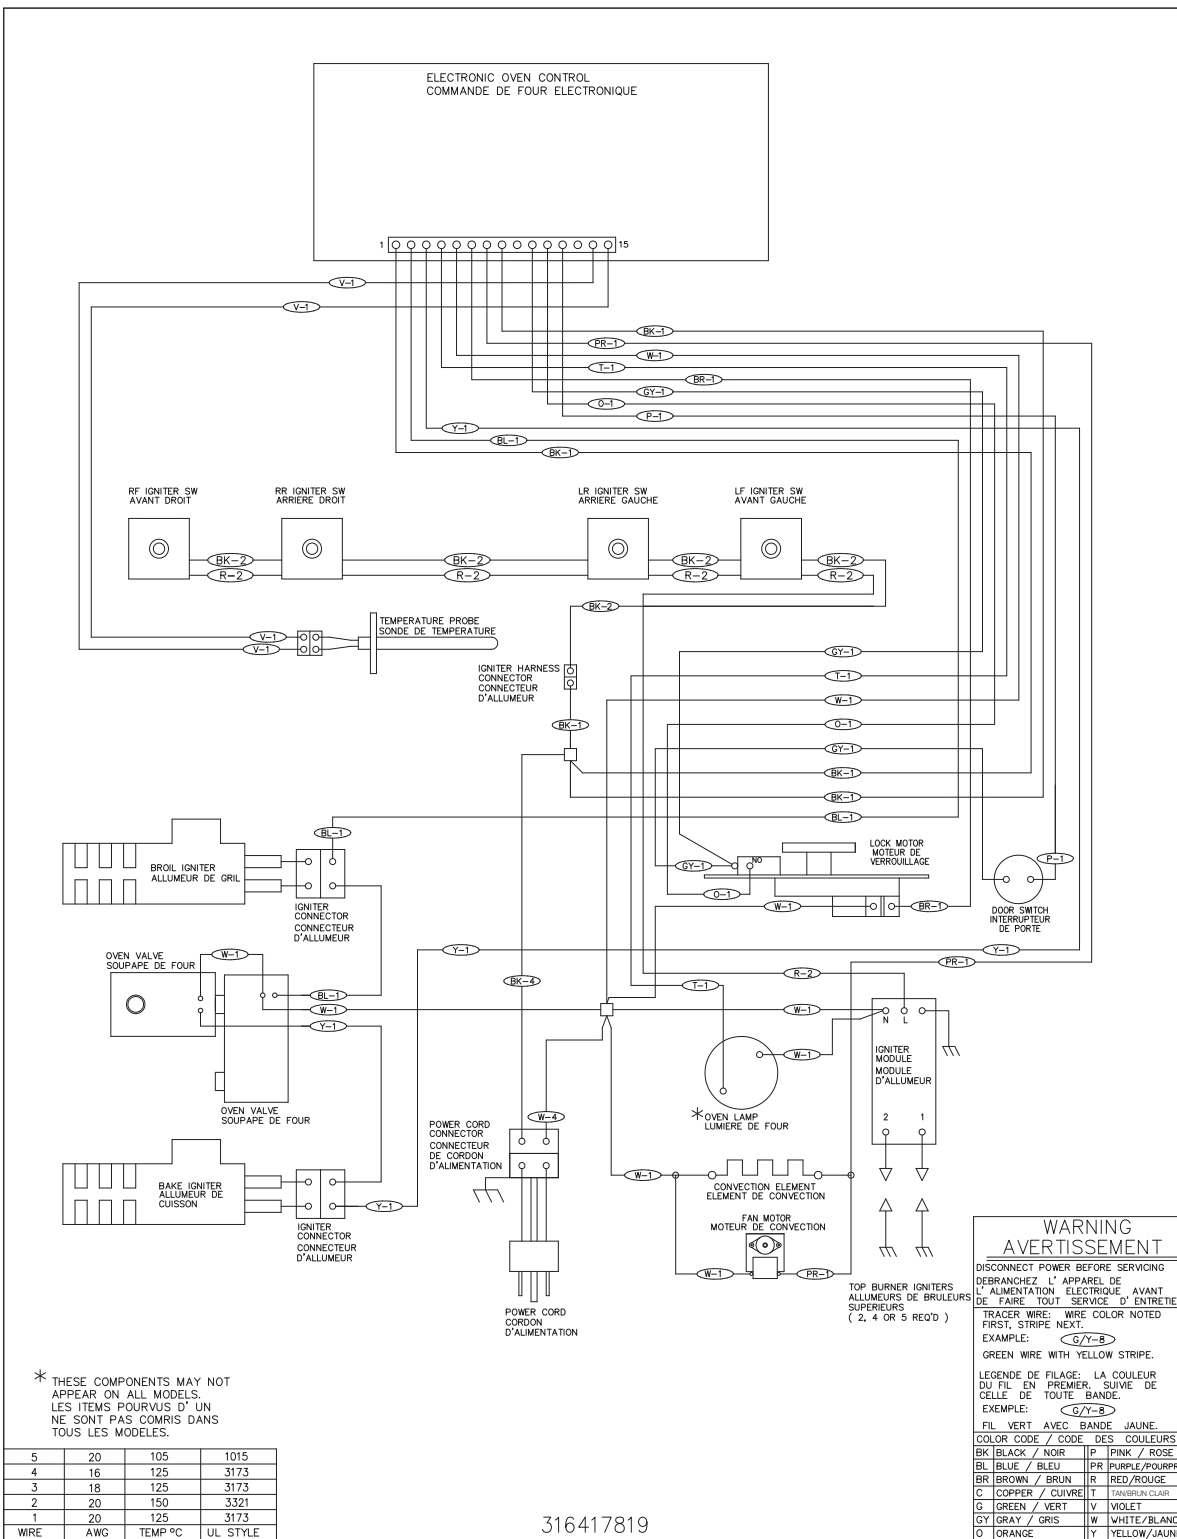 ELECTRONIC OVEN CONTROL
COMMANDE DE FOUR ELECTRONIQUE
1
15
V-1
V-1
BK-1
PR-1
W-1
T-1
BR-1
GY-1
O-1
P-1
Y-1
BL-1
BK-1
RF IGNITER SW
AVANT DROIT
RR IGNITER SW
ARRIERE DROIT
LR IGNITER SW
ARRIERE GAUCHE
LF IGNITER SW
AVANT GAUCHE
BK-2
BK-2
BK-2
BK-2
R-2
R-2
R-2
R-2
BK-2
TEMPERATURE PROBE
SONDE DE TEMPERATURE
V-1
V-1
IGNITER HARNESS
CONNECTOR
CONNECTEUR
D'ALLUMEUR
GY-1
T-1
W-1
O-1
BK-1
GY-1
BK-1
BK-1
BL-1
BL-1
BROIL IGNITER
ALLUMEUR DE GRIL
IGNITER
CONNECTOR
CONNECTEUR
D'ALLUMEUR
LOCK MOTOR
MOTEUR DE
VERROUILLAGE
NO
GY-1
O-1
W-1
BR-1
P-1
DOOR SWITCH
INTERRUPTEUR
DE PORTE
OVEN VALVE
SOUPAPE DE FOUR
W-1
Y-1
Y-1
PR-1
BL-1
W-1
Y-1
BK-4
R-2
T-1
W-1
W-1
N
L
IGNITER
MODULE
MODULE
D'ALLUMEUR
2
1
OVEN VALVE
SOUPAPE DE FOUR
*OVEN LAMP
LUMIERE DE FOUR
POWER CORD
CONNECTOR
CONNECTEUR
DE CORDON
D'ALIMENTATION
W-4
BAKE IGNITER
ALLUMEUR DE
CUISSON
IGNITER
CONNECTOR
CONNECTEUR
D'ALLUMEUR
Y-1
W-1
CONVECTION ELEMENT
ELEMENT DE CONVECTION
FAN MOTOR
MOTEUR DE CONVECTION
W-1
PR-1
POWER CORD
CORDON
D'ALIMENTATION
TOP BURNER IGNITERS
ALLUMEURS DE BRULEURS
SUPERIEURS
( 2, 4 OR 5 REQ'D )
* THESE COMPONENTS MAY NOT
APPEAR ON ALL MODELS.
LES ITEMS POURVUS D' UN
NE SONT PAS COMRIS DANS
TOUS LES MODELES.
5 20 105 1015
4 16 125 3173
3 18 125 3173
2 20 150 3321
1 20 125 3173
WIRE AWG TEMP ºC UL STYLE
316417819
WARNING
AVERTISSEMENT
DISCONNECT POWER BEFORE SERVICING
DEBRANCHEZ L' APPAREL DE
L' ALIMENTATION ELECTRIQUE AVANT
DE FAIRE TOUT SERVICE D' ENTRETIE
TRACER WIRE: WIRE COLOR NOTED
FIRST, STRIPE NEXT.
EXAMPLE: G/Y-8
GREEN WIRE WITH YELLOW STRIPE.
LEGENDE DE FILAGE: LA COULEUR
DU FIL EN PREMIER. SUIVIE DE
CELLE DE TOUTE BANDE.
EXEMPLE: G/Y-8
FIL VERT AVEC BANDE JAUNE.
COLOR CODE / CODE DES COULEURS
BK BLACK / NOIR P PINK / ROSE
BL BLUE / BLEU PR PURPLE/POURPR
BR BROWN / BRUN R RED/ROUGE
C COPPER / CUIVRE T TAN/BRUN CLAIR
G GREEN / VERT V VIOLET
GY GRAY / GRIS W WHITE/BLANC
O ORANGE Y YELLOW/JAUN